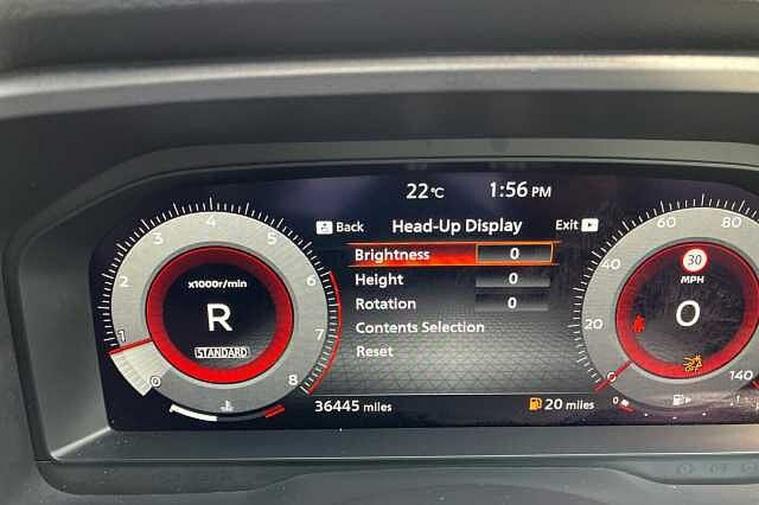 22°C 1:56 PM
Back Head-Up Display Exit
Brightness 0
Height 0
Rotation 0
Contents Selection
Reset
36445 miles 20 miles
0 1 2 3 4 5 6 7 8
x1000r/min
R
STANDARD
0 20 40 60 80 140
30
MPH
0
0